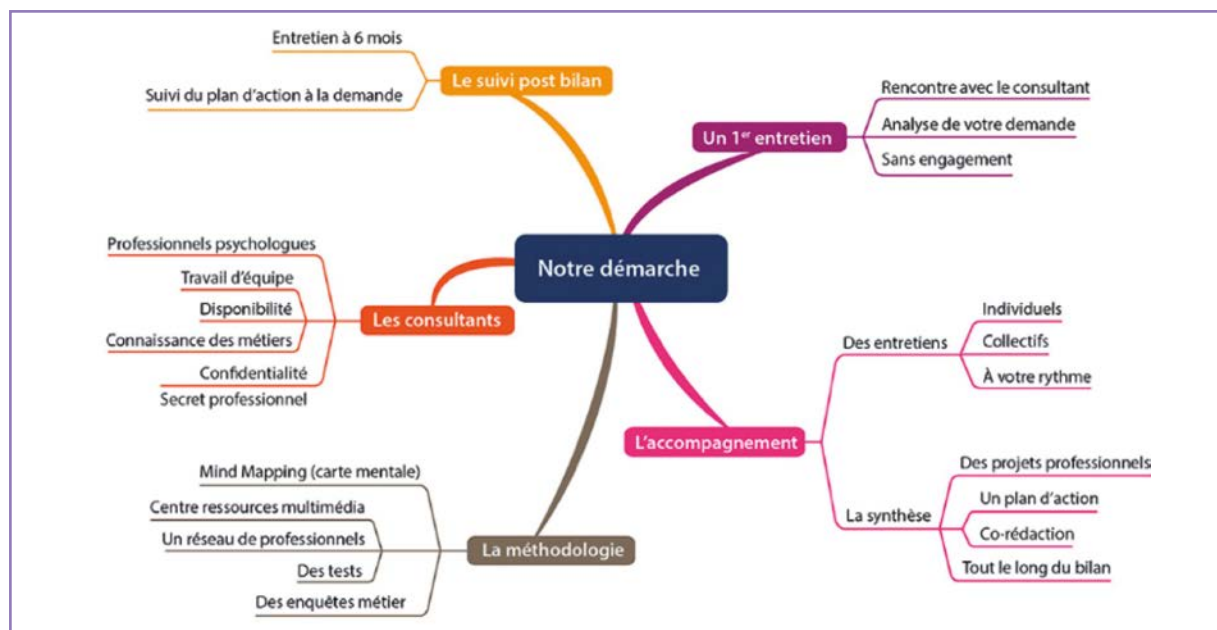 Notre démarche
Un 1er entretien
Rencontre avec le consultant
Analyse de votre demande
Sans engagement
L'accompagnement
Des entretiens
Individuels
Collectifs
À votre rythme
La synthèse
Des projets professionnels
Un plan d'action
Co-rédaction
Tout le long du bilan
La méthodologie
Mind Mapping (carte mentale)
Centre ressources multimédia
Un réseau de professionnels
Des tests
Des enquêtes métier
Les consultants
Professionnels psychologues
Travail d'équipe
Disponibilité
Connaissance des métiers
Confidentialité
Secret professionnel
Le suivi post bilan
Entretien à 6 mois
Suivi du plan d'action à la demande